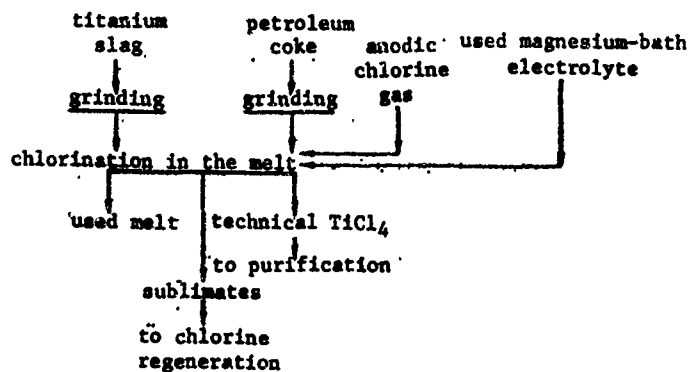 titanium
slag
petroleum
coke
anodic
chlorine
gas
used magnesium-bath
electrolyte
grinding
grinding
chlorination in the melt
used melt
technical TiCl4
to purification
sublimates
to chlorine
regeneration